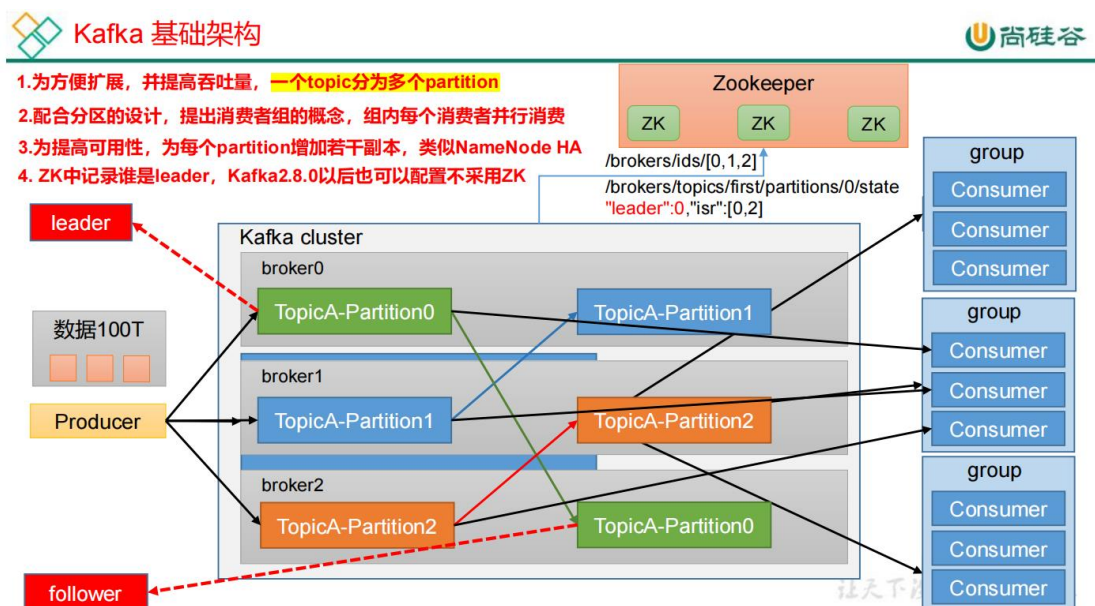 Kafka 基础架构
尚硅谷
1.为方便扩展，并提高吞吐量，一个topic分为多个partition
2.配合分区的设计，提出消费者组的概念，组内每个消费者并行消费
3.为提高可用性，为每个partition增加若干副本，类似NameNode HA
4. ZK中记录谁是leader，Kafka2.8.0以后也可以配置不采用ZK
Zookeeper
ZK
ZK
ZK
/brokers/ids/[0,1,2]
/brokers/topics/first/partitions/0/state
"leader":0,"isr":[0,2]
leader
数据100T
Producer
follower
Kafka cluster
broker0
TopicA-Partition0
TopicA-Partition1
broker1
TopicA-Partition1
TopicA-Partition2
broker2
TopicA-Partition2
TopicA-Partition0
group
Consumer
Consumer
Consumer
group
Consumer
Consumer
Consumer
group
Consumer
Consumer
Consumer
让天下